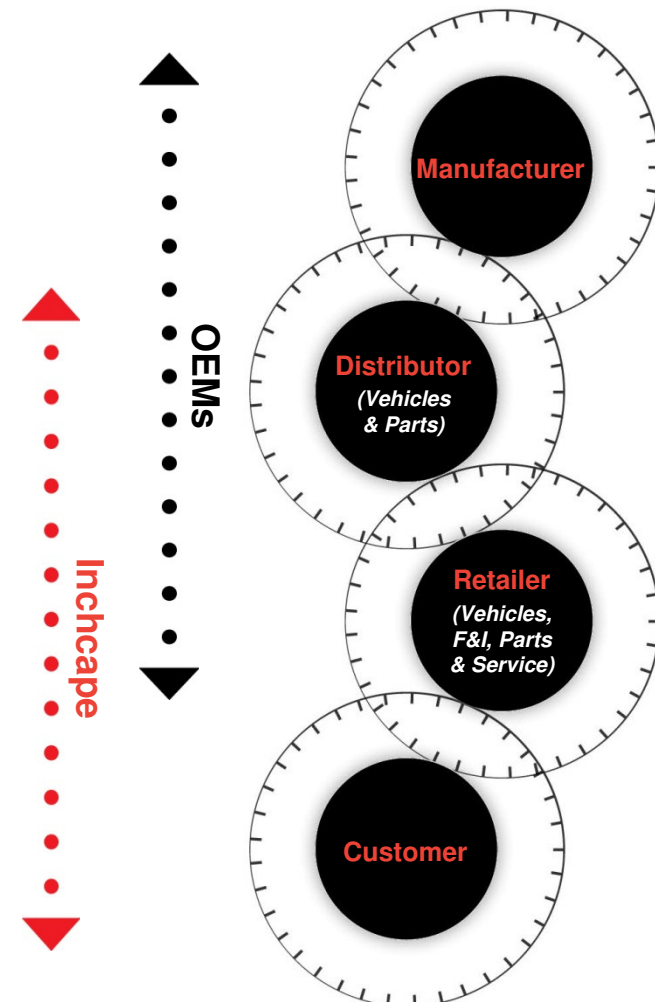 Manufacturer
OEMs
Distributor
(Vehicles
& Parts)
Inchcape
Retailer
(Vehicles,
F&I, Parts
& Service)
Customer